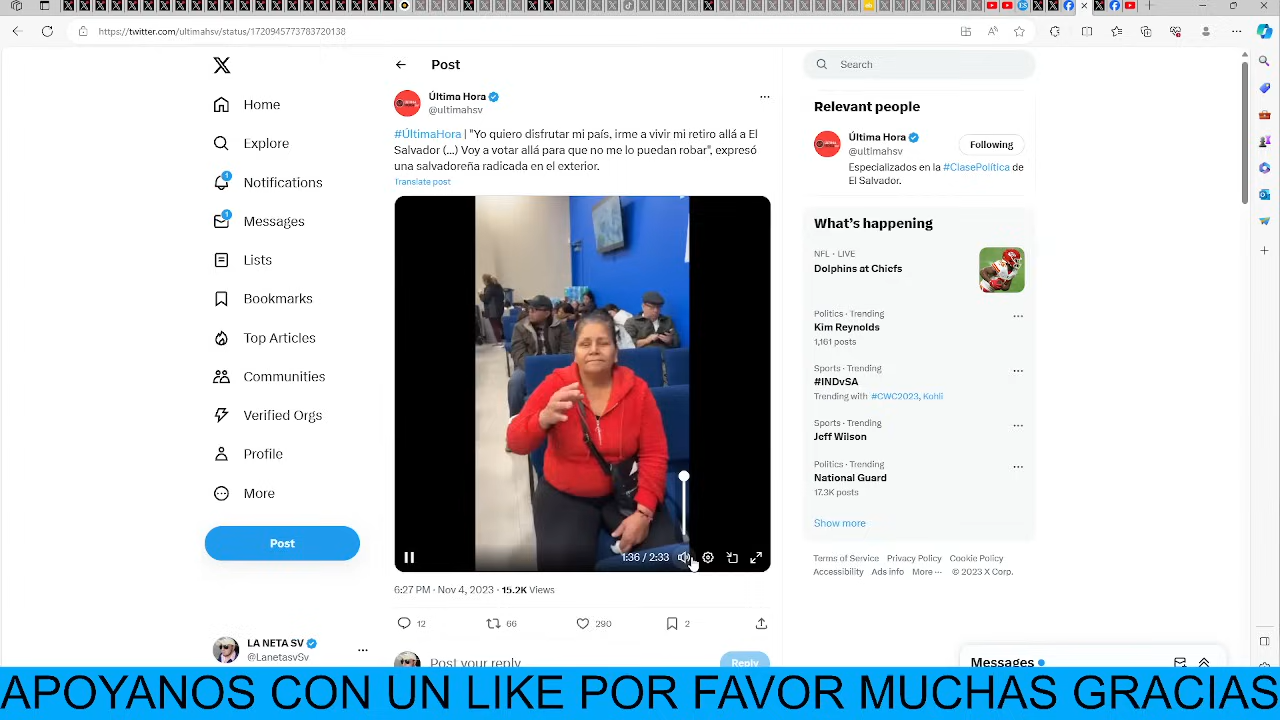 https://twitter.com/ultimahsv/status/1720945773783720138
Home
Explore
1
Notifications
1
Messages
Lists
Bookmarks
Top Articles
Communities
Verified Orgs
Profile
More
Post
LA NETA SV
@LanetasvSv
Post
Última Hora
@ultimahsv
#ÚltimaHora | "Yo quiero disfrutar mi país, irme a vivir mi retiro allá a El
Salvador (...) Voy a votar allá para que no me lo puedan robar", expresó
una salvadoreña radicada en el exterior.
Translate post
1:36 / 2:33
6:27 PM · Nov 4, 2023 · 15.2K Views
12 66 290 2
Post your reply
Reply
Search
Relevant people
Última Hora
@ultimahsv
Following
Especializados en la #ClasePolítica de
El Salvador.
What's happening
NFL · LIVE
Dolphins at Chiefs
Politics · Trending
Kim Reynolds
1,161 posts
Sports · Trending
#INDvSA
Trending with #CWC2023, Kohli
Sports · Trending
Jeff Wilson
Politics · Trending
National Guard
17.3K posts
Show more
Terms of Service Privacy Policy Cookie Policy
Accessibility Ads info More ··· © 2023 X Corp.
Messages
APOYANOS CON UN LIKE POR FAVOR MUCHAS GRACIAS